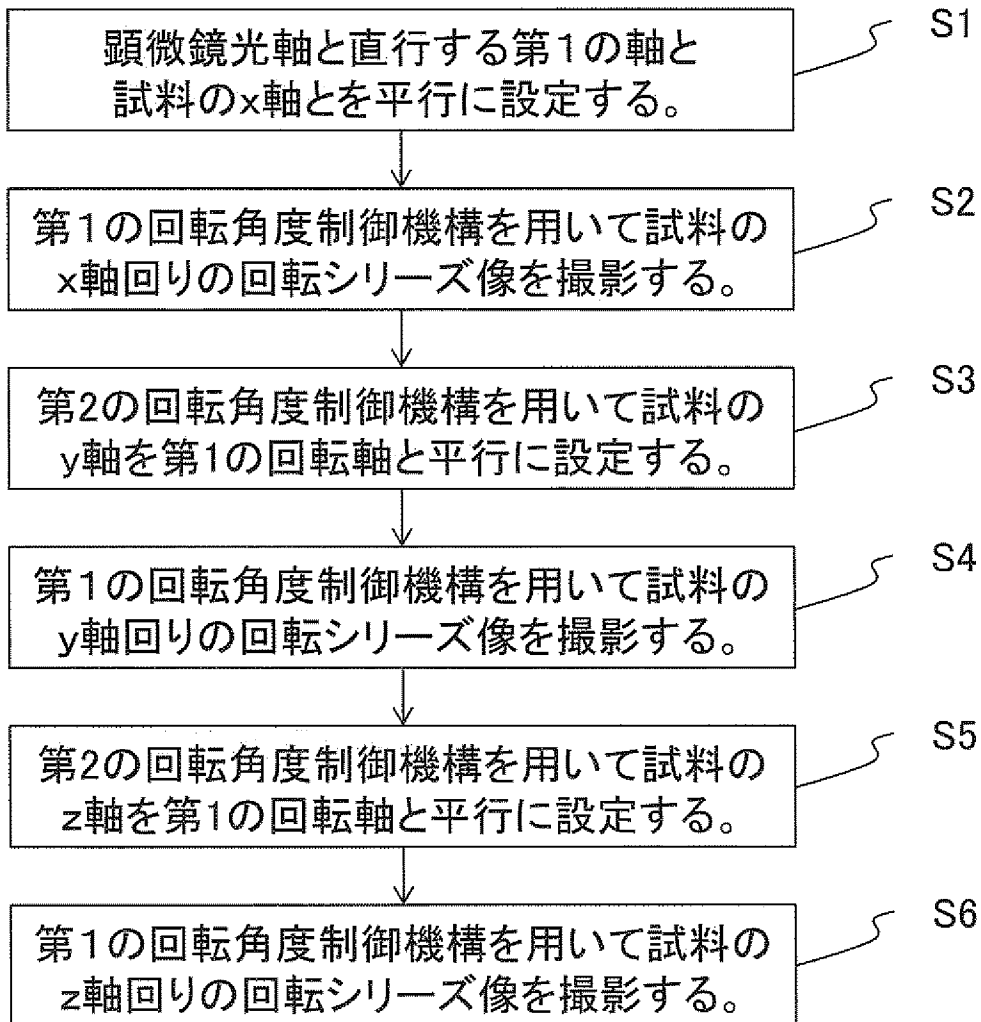 顕微鏡光軸と直行する第1の軸と
試料のx軸とを平行に設定する。
S1
第1の回転角度制御機構を用いて試料の
x軸回りの回転シリーズ像を撮影する。
S2
第2の回転角度制御機構を用いて試料の
y軸を第1の回転軸と平行に設定する。
S3
第1の回転角度制御機構を用いて試料の
y軸回りの回転シリーズ像を撮影する。
S4
第2の回転角度制御機構を用いて試料の
z軸を第1の回転軸と平行に設定する。
S5
第1の回転角度制御機構を用いて試料の
z軸回りの回転シリーズ像を撮影する。
S6